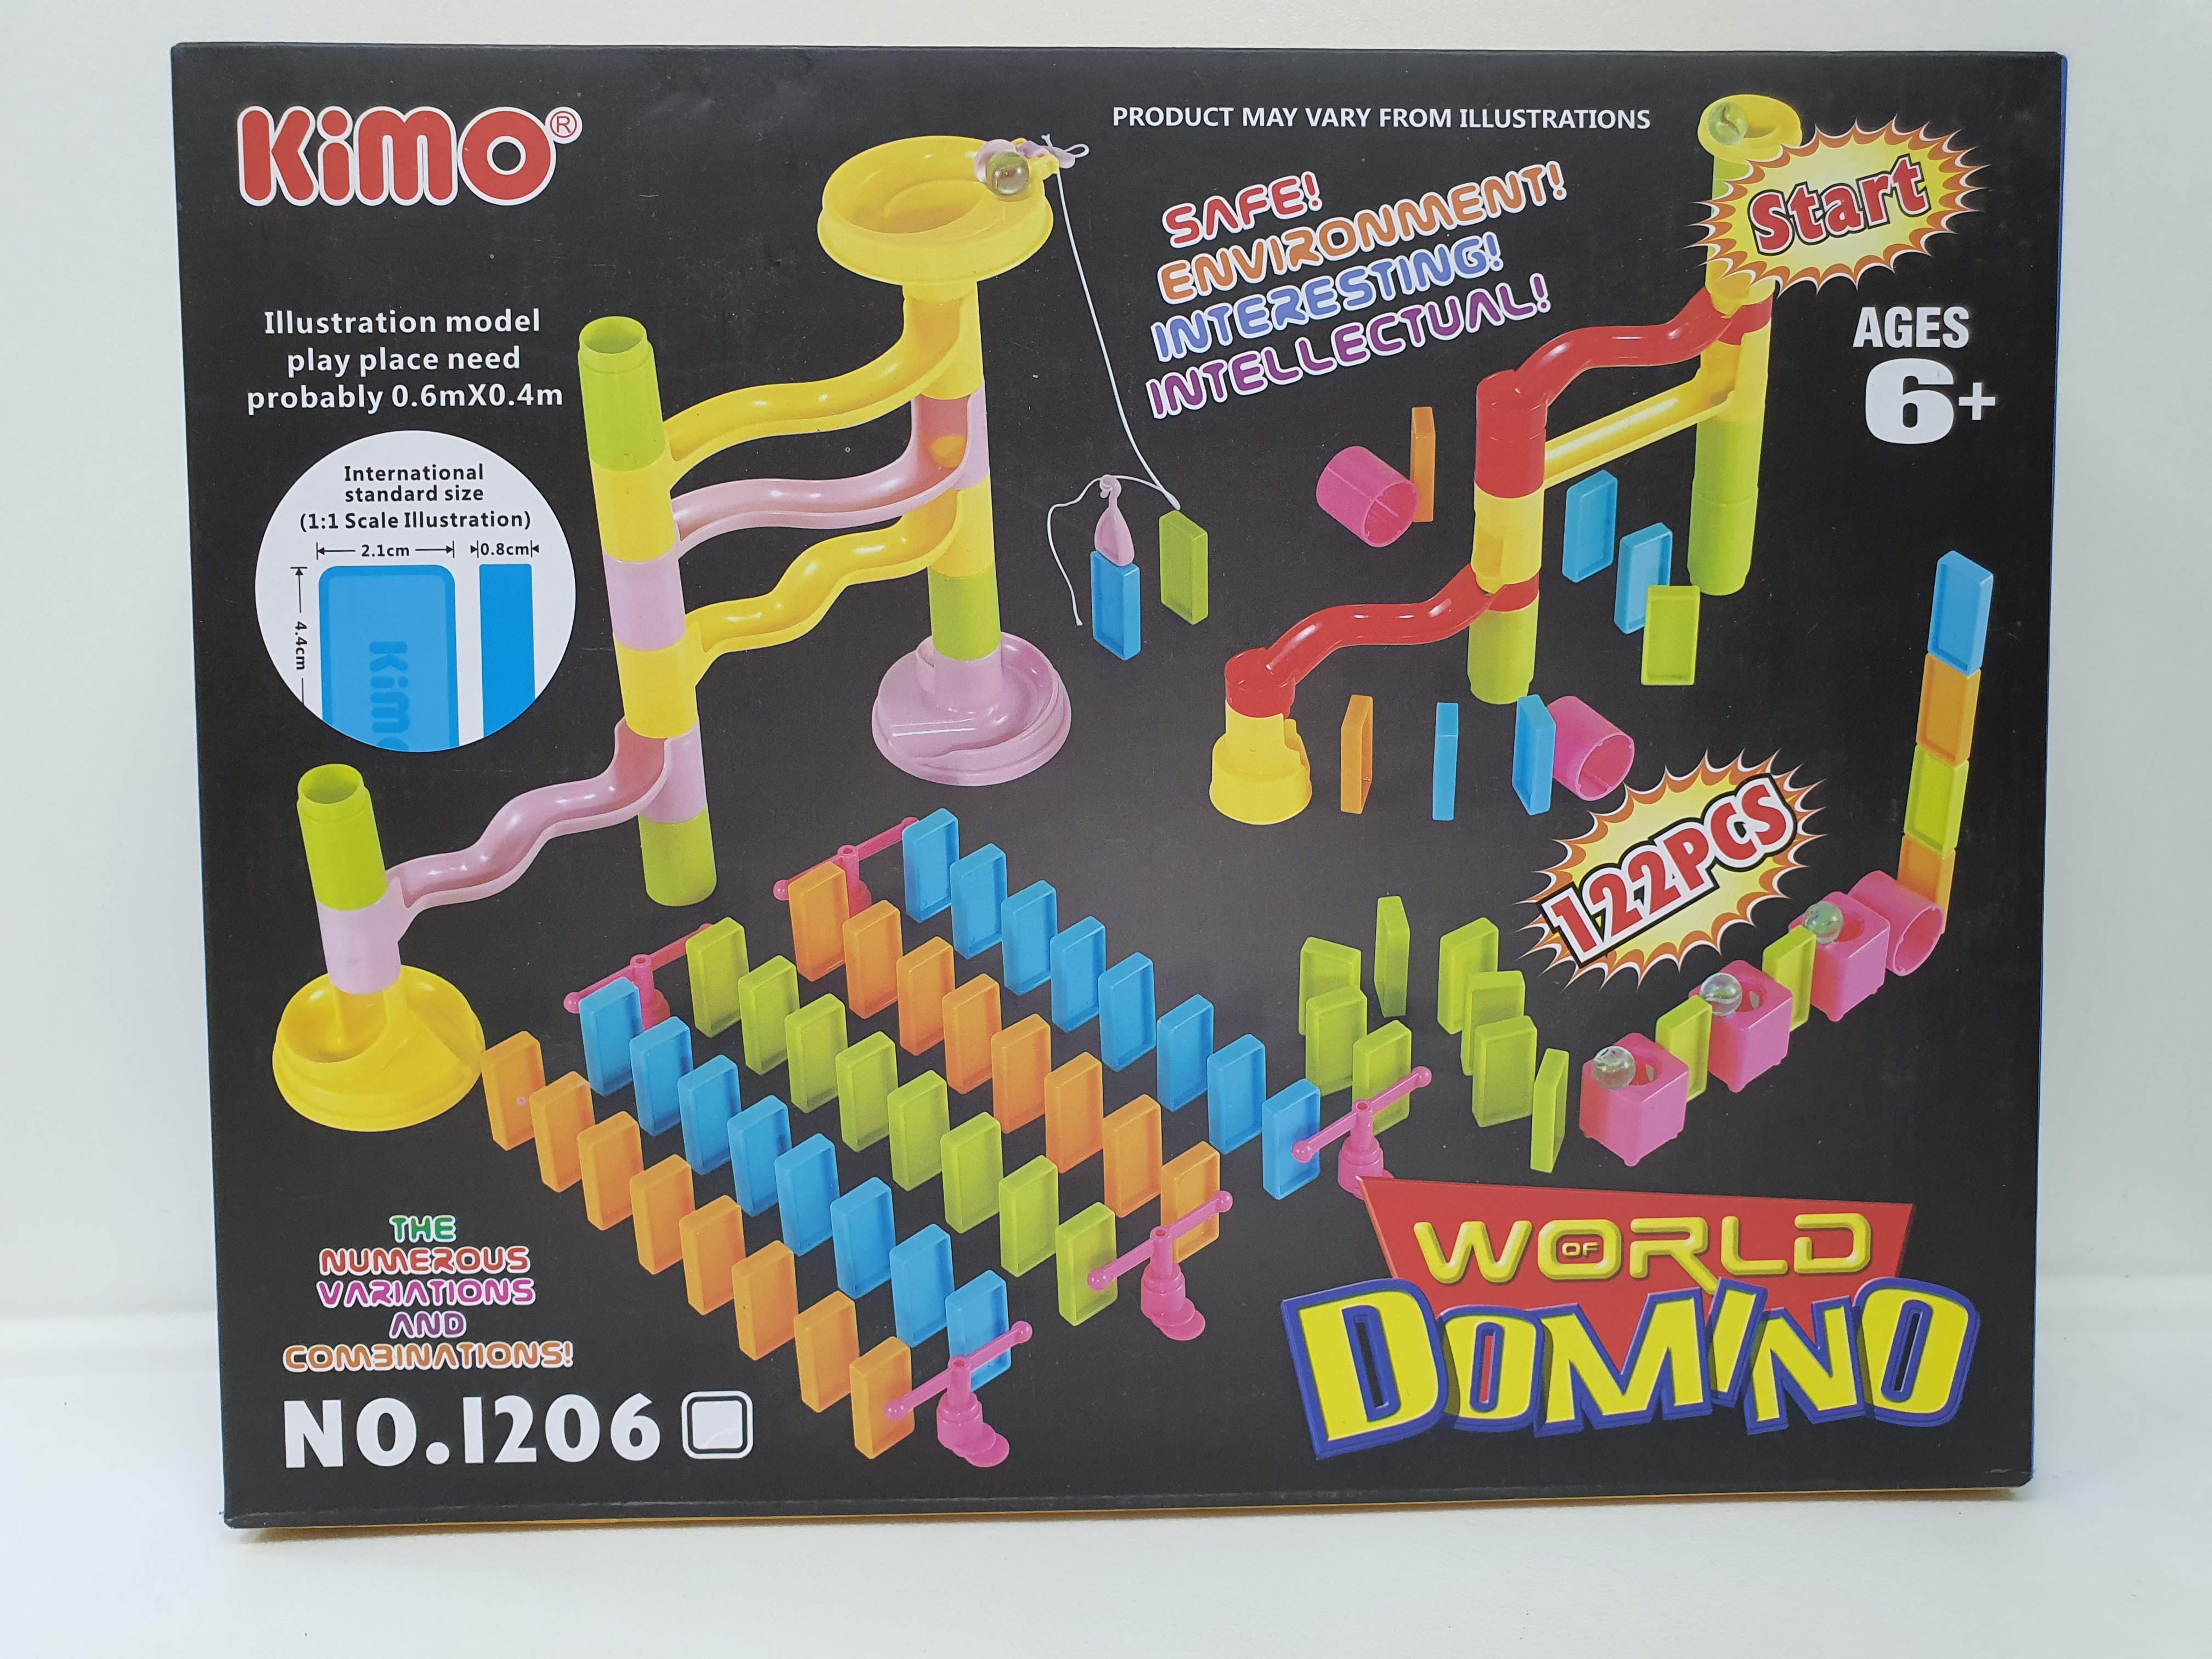 KiMO®
PRODUCT MAY VARY FROM ILLUSTRATIONS
SAFE!
ENVIRONMENT!
INTERESTING!
INTELLECTUAL!
Start
AGES
6+
Illustration model
play place need
probably 0.6mX0.4m
International
standard size
(1:1 Scale Illustration)
2.1cm
0.8cm
4.4cm
KiMO
122PCS
THE
NUMEROUS
VARIATIONS
AND
COMBINATIONS!
NO.1206
WORLD
OF
DOMINO